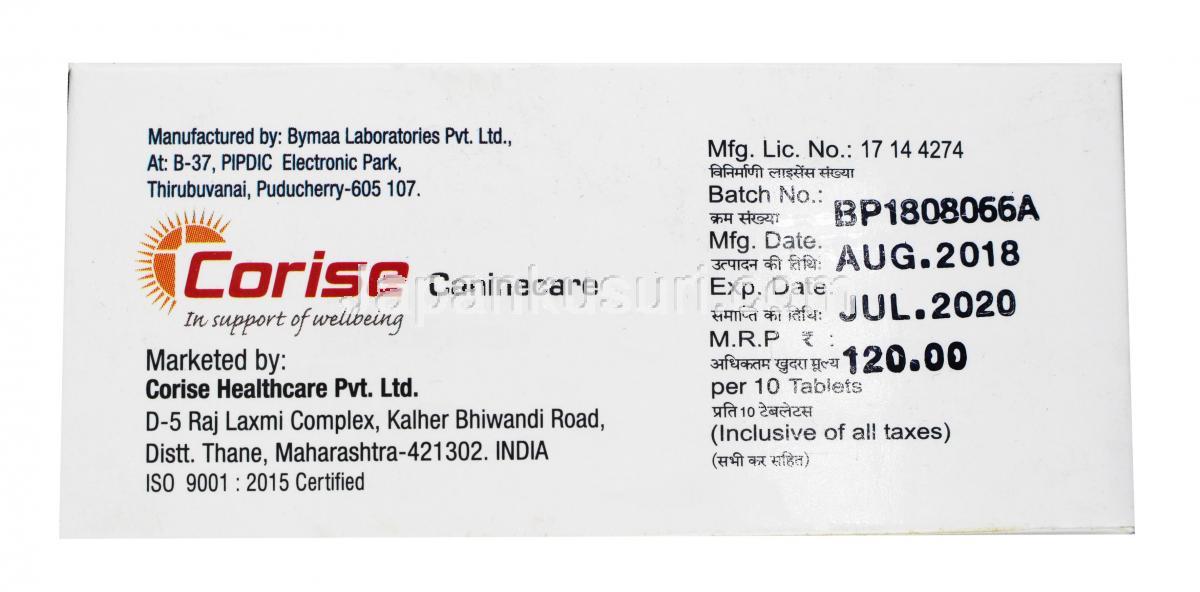 Manufactured by: Bymaa Laboratories Pvt. Ltd.,
At: B-37, PIPDIC Electronic Park,
Thirubuvanai, Puducherry-605 107.
Corise Caninecare
In support of wellbeing
Marketed by:
Corise Healthcare Pvt. Ltd.
D-5 Raj Laxmi Complex, Kalher Bhiwandi Road,
Distt. Thane, Maharashtra-421302. INDIA
ISO 9001 : 2015 Certified
Mfg. Lic. No.: 17 14 4274
विनिर्माणी लाइसेंस संख्या
Batch No.: BP1808066A
क्रम संख्या
Mfg. Date. AUG.2018
उत्पादन की तिथि:
Exp. Date JUL.2020
समाप्ति की तिथि:
M.R.P ₹ : 120.00
अधिकतम खुदरा मूल्य
per 10 Tablets
प्रति 10 टेबलेटस
(Inclusive of all taxes)
(सभी कर सहित)
Japankusuri.com